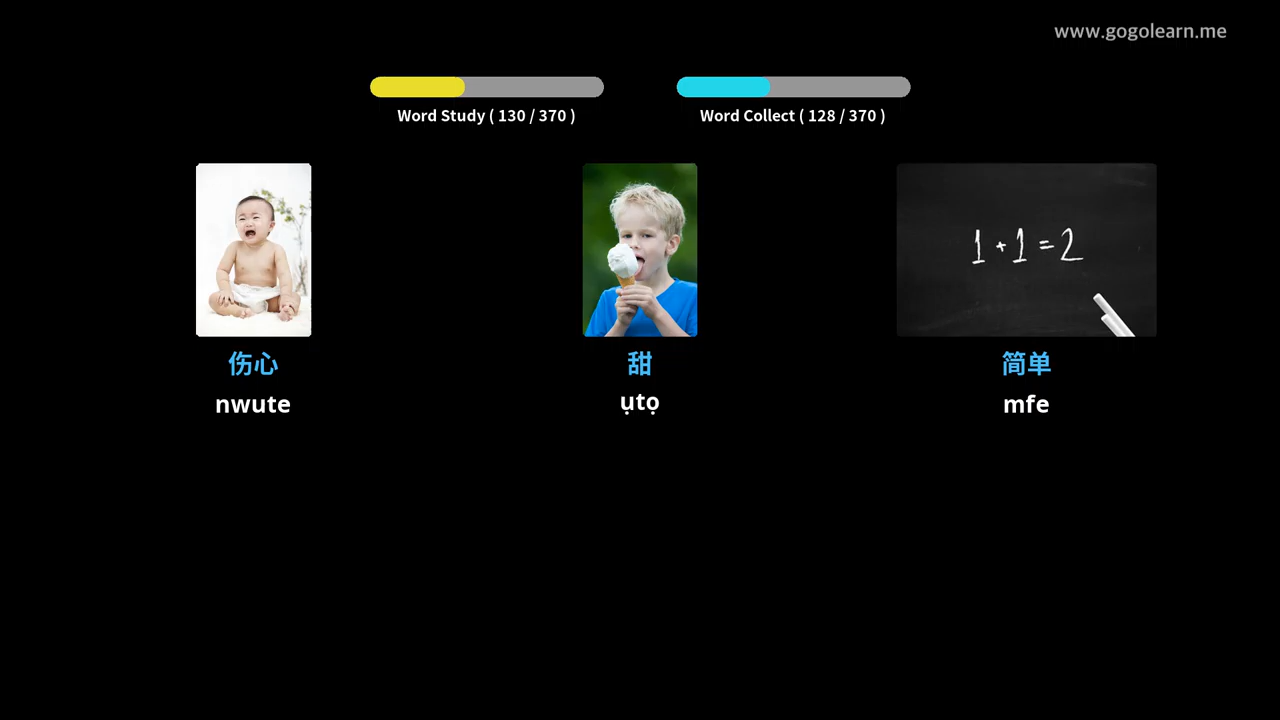 www.gogolearn.me
Word Study ( 130 / 370 )
Word Collect ( 128 / 370 )
1 + 1 = 2
伤心
甜
简单
nwute
ụtọ
mfe